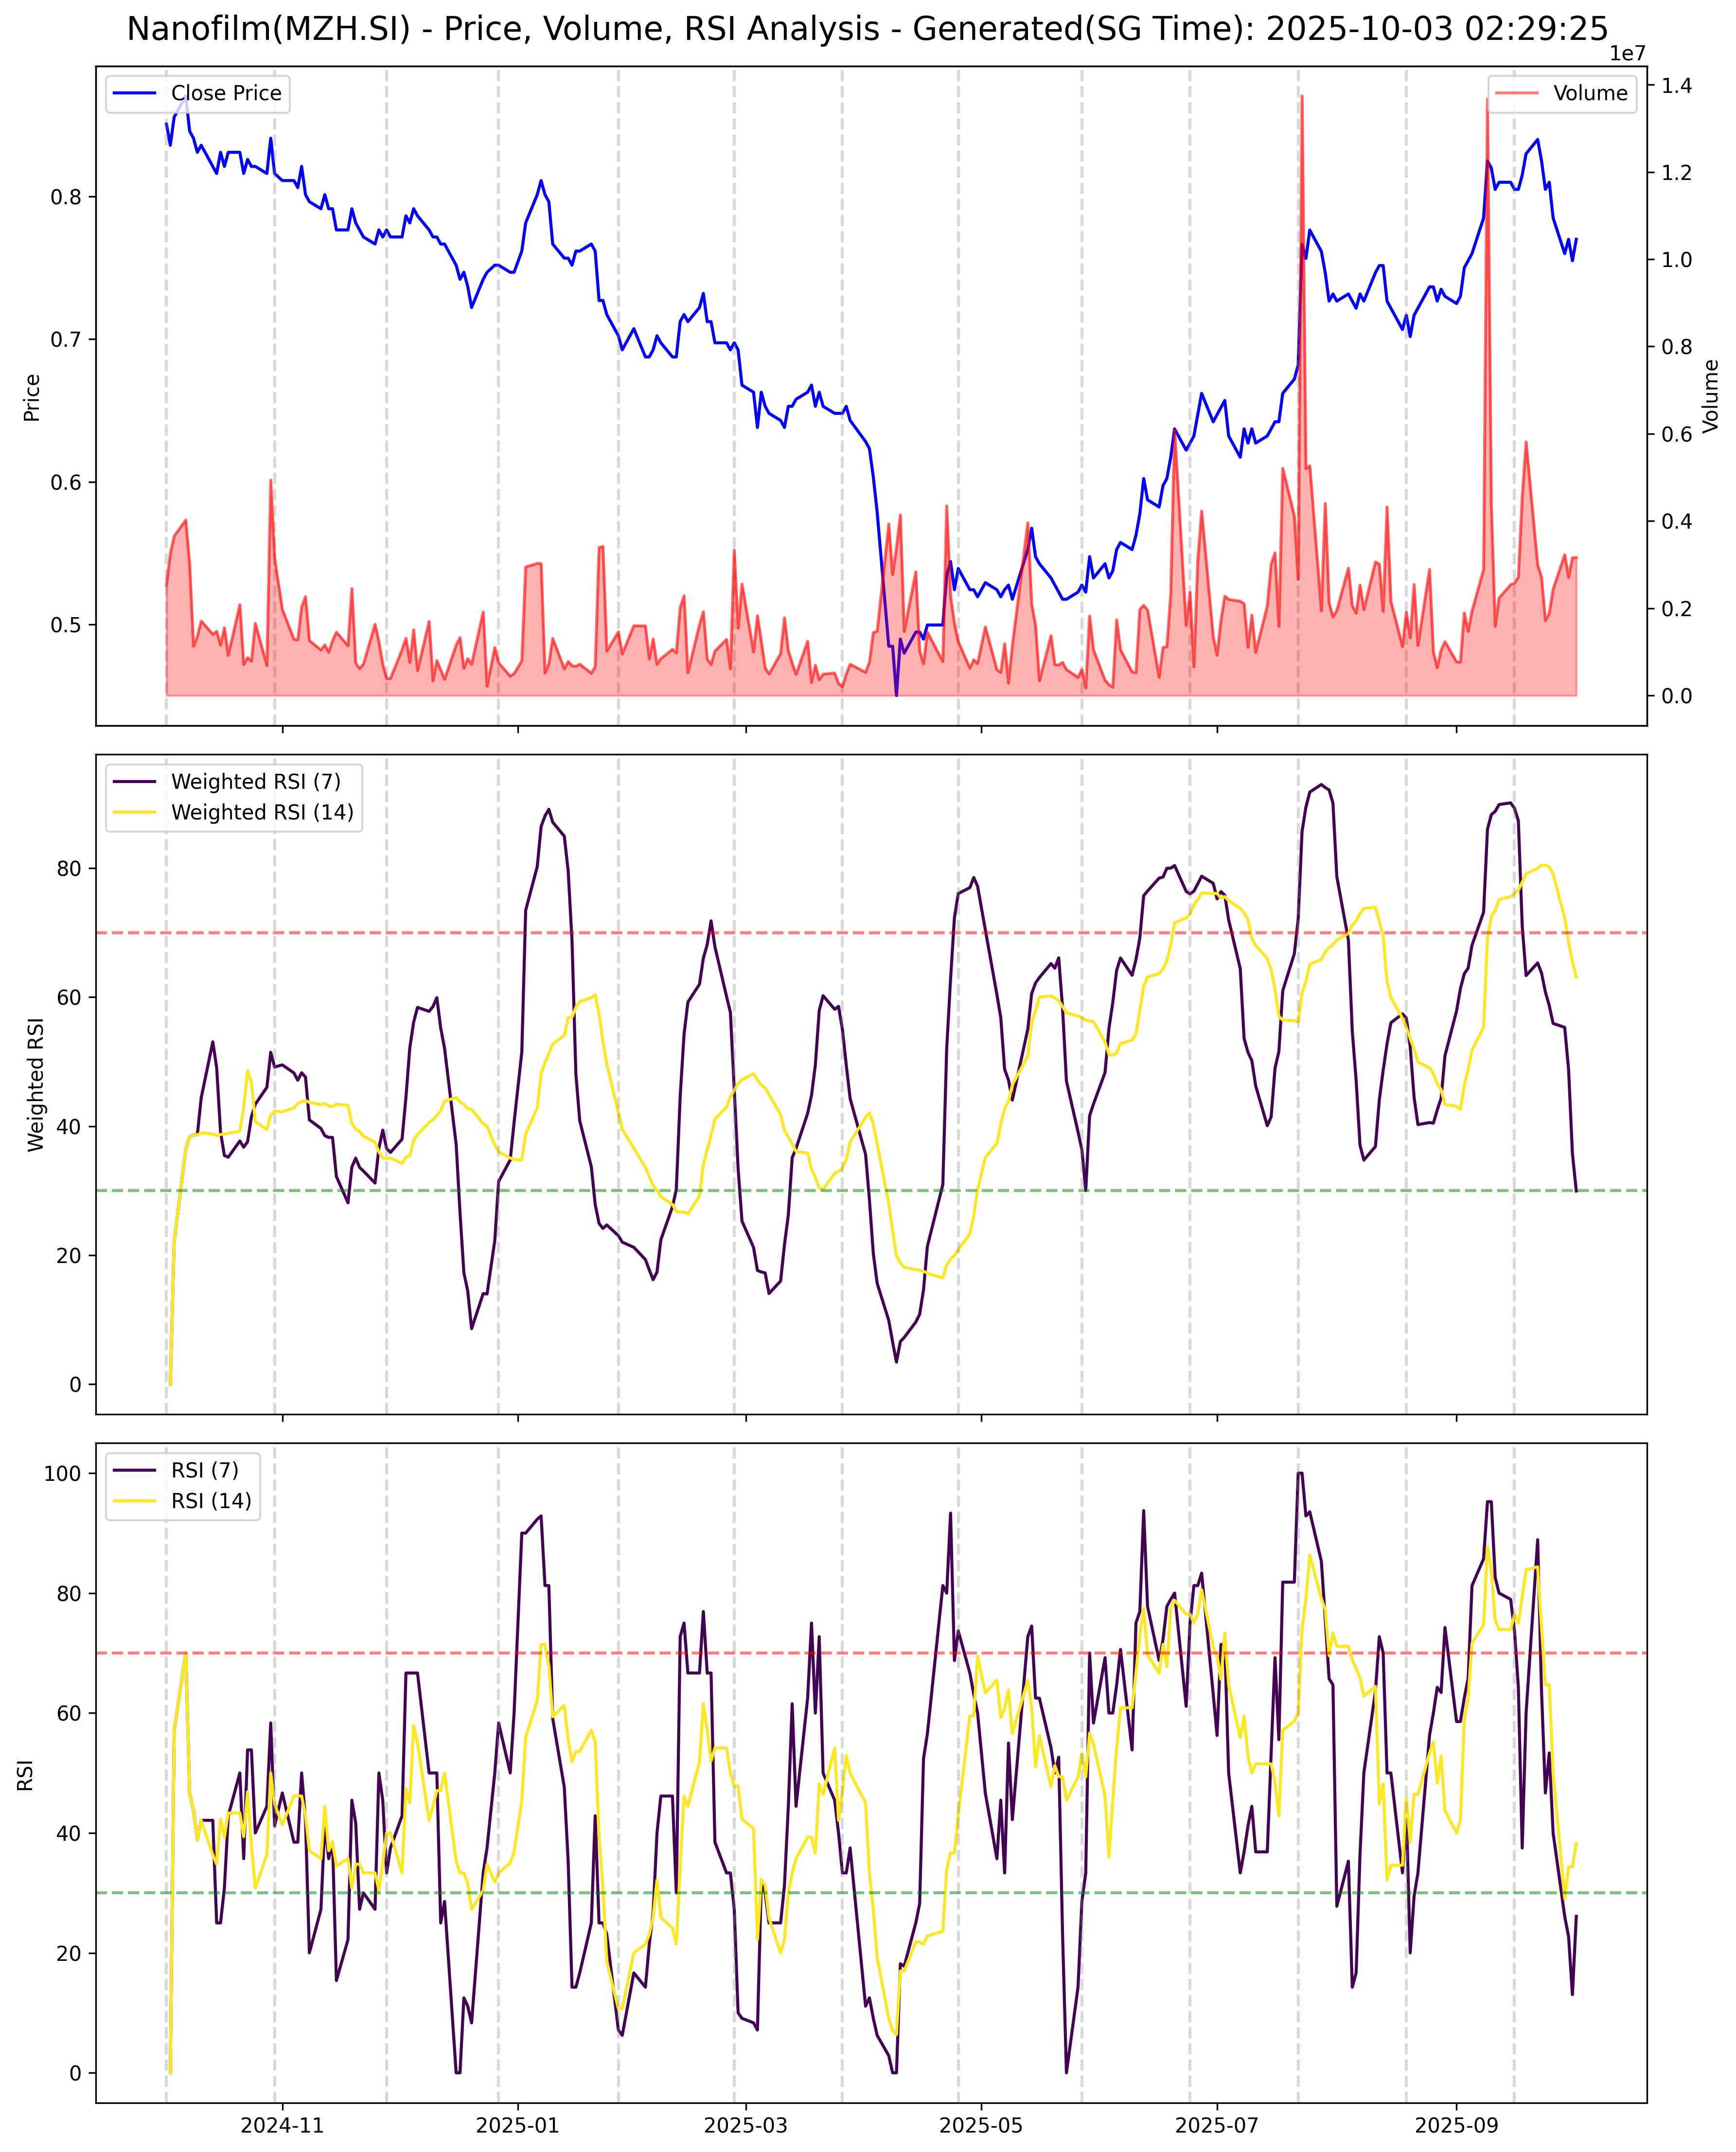 Nanofilm(MZH.SI) - Price, Volume, RSI Analysis - Generated(SG Time): 2025-10-03 02:29:25
1e7
Close Price
Volume
1.4
1.2
0.8
1.0
0.7
0.8
Price
Volume
0.6
0.6
0.4
0.5
0.2
0.0
Weighted RSI (7)
Weighted RSI (14)
80
60
Weighted RSI
40
20
0
RSI (7)
RSI (14)
100
80
60
RSI
40
20
0
2024-11
2025-01
2025-03
2025-05
2025-07
2025-09